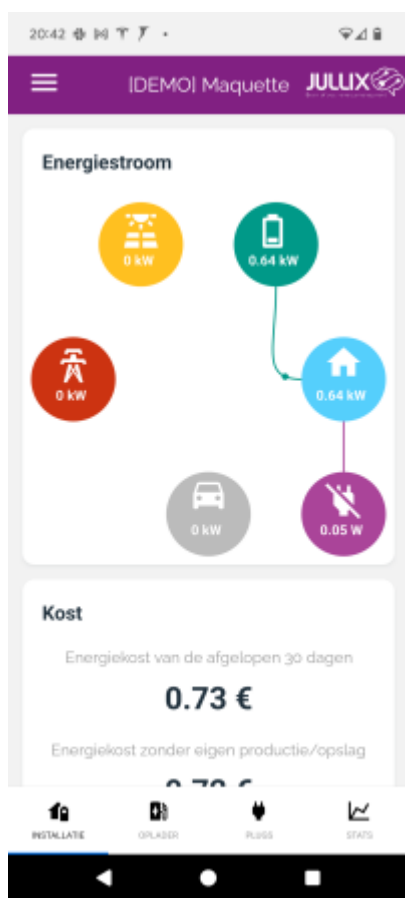 20:42
|DEMO| Maquette JULLIX
Energiestroom
0 kW
0.64 kW
0 kW
0.64 kW
0 kW
0.05 W
Kost
Energiekost van de afgelopen 30 dagen
0.73 €
Energiekost zonder eigen productie/opslag
INSTALLATIE OPLADER PLUGS STATS